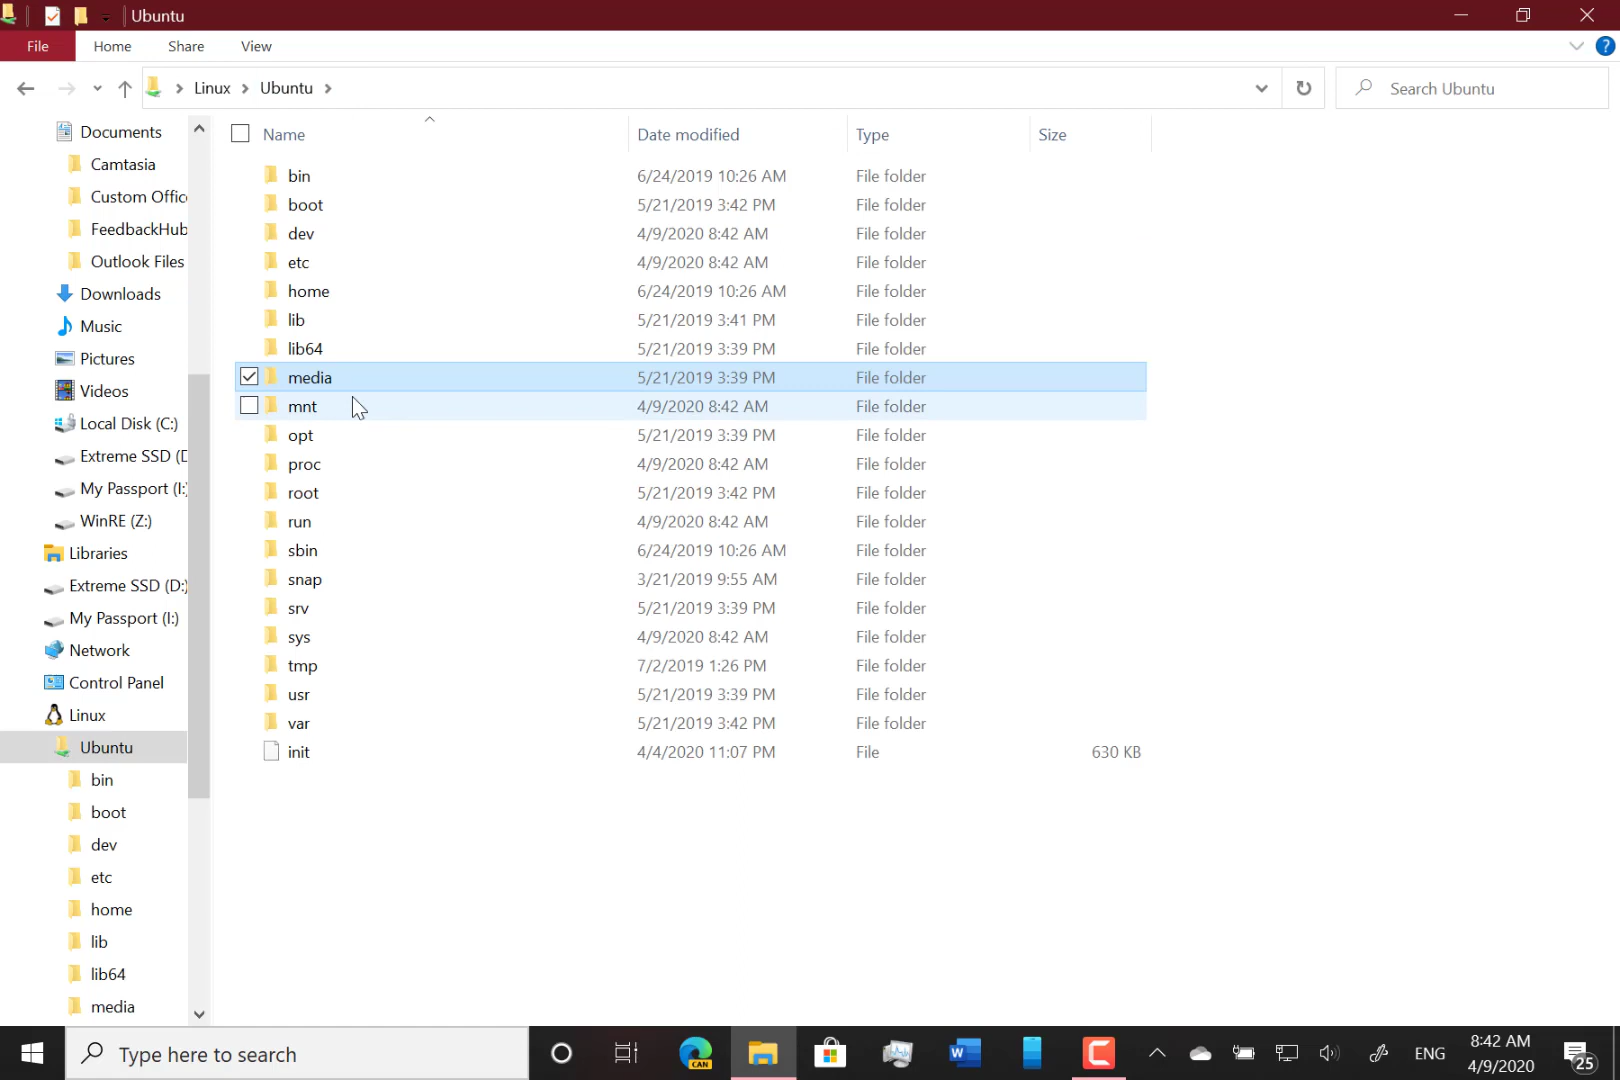 Ubuntu
File Home Share View
Linux Ubuntu
Search Ubuntu
Documents
Camtasia
Custom Offic
FeedbackHub
Outlook Files
Downloads
Music
Pictures
Videos
Local Disk (C:)
Extreme SSD (D
My Passport (I:)
WinRE (Z:)
Libraries
Extreme SSD (D:)
My Passport (I:)
Network
Control Panel
Linux
Ubuntu
bin
boot
dev
etc
home
lib
lib64
media
Name Date modified Type Size
bin 6/24/2019 10:26 AM File folder
boot 5/21/2019 3:42 PM File folder
dev 4/9/2020 8:42 AM File folder
etc 4/9/2020 8:42 AM File folder
home 6/24/2019 10:26 AM File folder
lib 5/21/2019 3:41 PM File folder
lib64 5/21/2019 3:39 PM File folder
media 5/21/2019 3:39 PM File folder
mnt 4/9/2020 8:42 AM File folder
opt 5/21/2019 3:39 PM File folder
proc 4/9/2020 8:42 AM File folder
root 5/21/2019 3:42 PM File folder
run 4/9/2020 8:42 AM File folder
sbin 6/24/2019 10:26 AM File folder
snap 3/21/2019 9:55 AM File folder
srv 5/21/2019 3:39 PM File folder
sys 4/9/2020 8:42 AM File folder
tmp 7/2/2019 1:26 PM File folder
usr 5/21/2019 3:39 PM File folder
var 5/21/2019 3:42 PM File folder
init 4/4/2020 11:07 PM File 630 KB
Type here to search
CAN
W
ENG
8:42 AM
4/9/2020
25